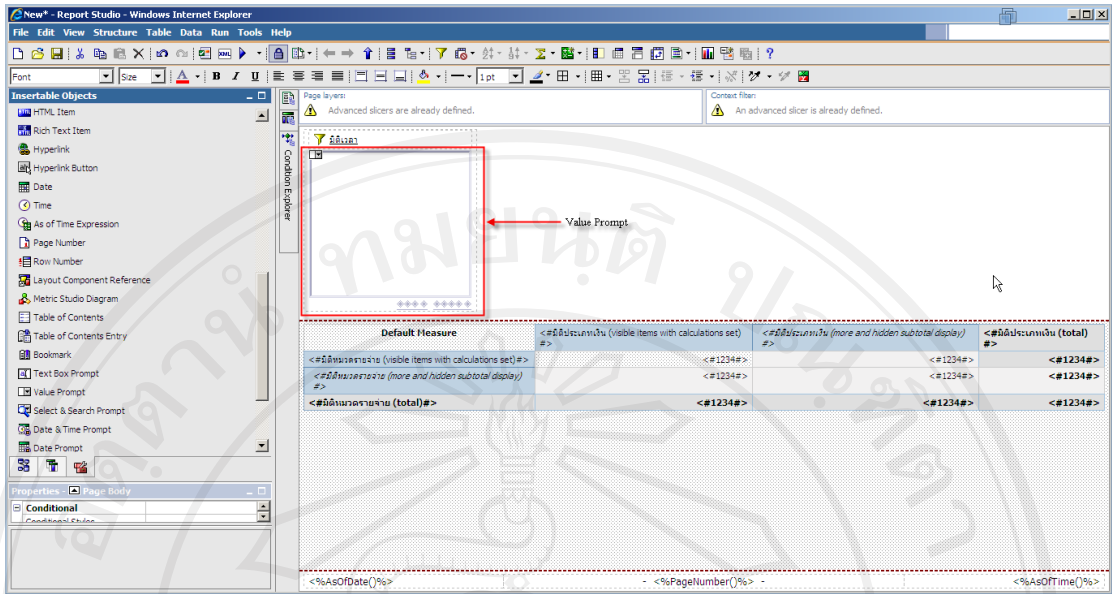 New* - Report Studio - Windows Internet Explorer
File Edit View Structure Table Data Run Tools Help
Font Size A B I U 1 pt
Insertable Objects
HTML Item
Rich Text Item
Hyperlink
Hyperlink Button
Date
Time
As of Time Expression
Page Number
Row Number
Layout Component Reference
Metric Studio Diagram
Table of Contents
Table of Contents Entry
Bookmark
Text Box Prompt
Value Prompt
Select & Search Prompt
Date & Time Prompt
Date Prompt
Properties - Page Body
Conditional
Conditional Styles
Condition Explorer
Page layers:
Advanced slicers are already defined.
Context filter:
An advanced slicer is already defined.
มิติเวลา
Value Prompt
Default Measure
<#มิติประเภทเงิน (visible items with calculations set)#>
<#มิติประเภทเงิน (more and hidden subtotal display)#>
<#มิติประเภทเงิน (total)#>
<#มิติหมวดรายจ่าย (visible items with calculations set)#> <#1234#> <#1234#> <#1234#>
<#มิติหมวดรายจ่าย (more and hidden subtotal display)#> <#1234#> <#1234#> <#1234#>
<#มิติหมวดรายจ่าย (total)#> <#1234#> <#1234#> <#1234#>
<%AsOfDate()%> - <%PageNumber()%> - <%AsOfTime()%>